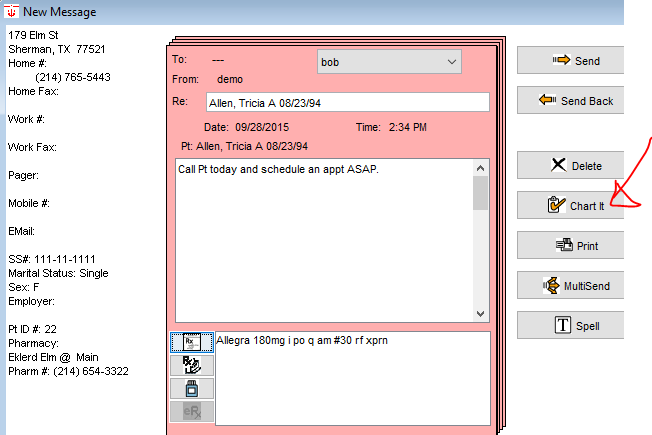 New Message
179 Elm St
Sherman, TX 77521
Home #:
(214) 765-5443
Home Fax:
Work #:
Work Fax:
Pager:
Mobile #:
EMail:
SS#: 111-11-1111
Marital Status: Single
Sex: F
Employer:
Pt ID #: 22
Pharmacy:
Eklerd Elm @ Main
Pharm #: (214) 654-3322
To: --- bob
From: demo
Re: Allen, Tricia A 08/23/94
Date: 09/28/2015 Time: 2:34 PM
Pt: Allen, Tricia A 08/23/94
Call Pt today and schedule an appt ASAP.
Rx
Rx
eRx
Allegra 180mg i po q am #30 rf xprn
Send
Send Back
Delete
Chart It
Print
MultiSend
T Spell